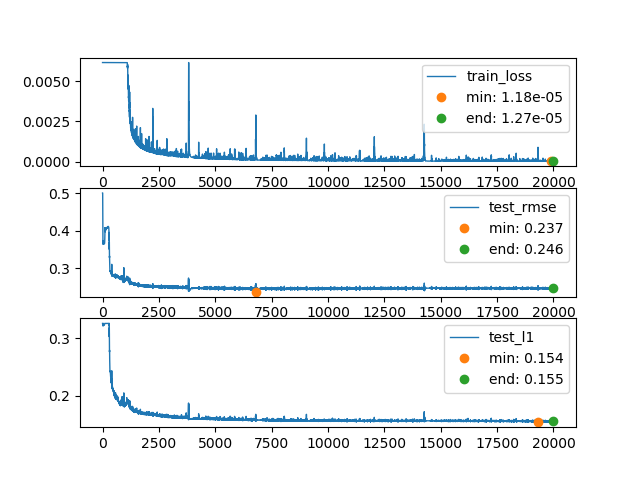 0.0050
0.0025
0.0000
train_loss
min: 1.18e-05
end: 1.27e-05
0 2500 5000 7500 10000 12500 15000 17500 20000
0.5
0.4
0.3
test_rmse
min: 0.237
end: 0.246
0 2500 5000 7500 10000 12500 15000 17500 20000
0.3
0.2
test_l1
min: 0.154
end: 0.155
0 2500 5000 7500 10000 12500 15000 17500 20000